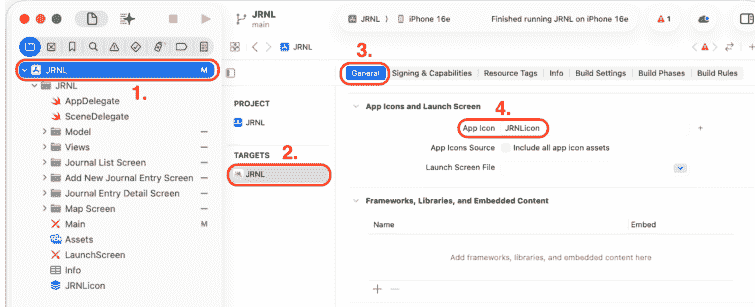 JRNL
main
JRNL
iPhone 16e
Finished running JRNL on iPhone 16e
1
JRNL
M
JRNL
3.
General
Signing & Capabilities
Resource Tags
Info
Build Settings
Build Phases
Build Rules
1.
JRNL
AppDelegate
SceneDelegate
Model
Views
Journal List Screen
Add New Journal Entry Screen
Journal Entry Detail Screen
Map Screen
Main
M
Assets
LaunchScreen
Info
JRNLicon
PROJECT
JRNL
TARGETS
2.
JRNL
App Icons and Launch Screen
4.
App Icon JRNLicon
App Icons Source Include all app icon assets
Launch Screen File
Frameworks, Libraries, and Embedded Content
Name Embed
Add frameworks, libraries, and embedded content here